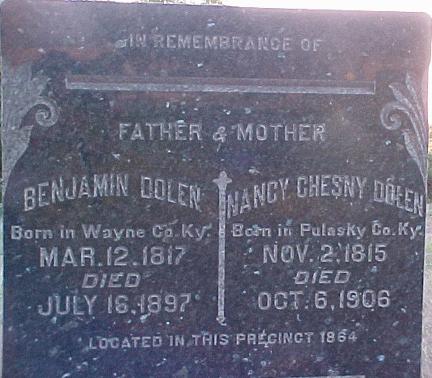 IN REMEMBRANCE OF
FATHER & MOTHER
BENJAMIN DOLEN
Born in Wayne Co. Ky.
MAR. 12. 1817
DIED
JULY 16, 1897
NANCY CHESNY DOLEN
Born in Pulasky Co. Ky.
NOV. 2, 1815
DIED
OCT. 6, 1906
LOCATED IN THIS PRECINCT 1864